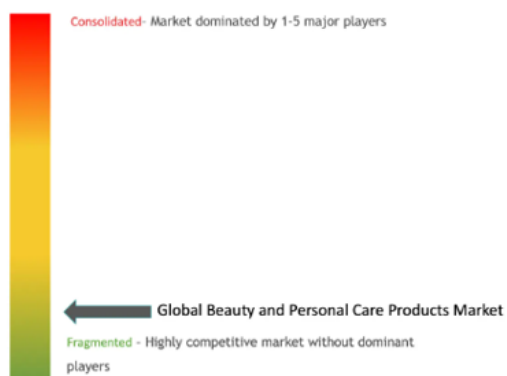 Consolidated- Market dominated by 1-5 major players
Global Beauty and Personal Care Products Market
Fragmented - Highly competitive market without dominant
players